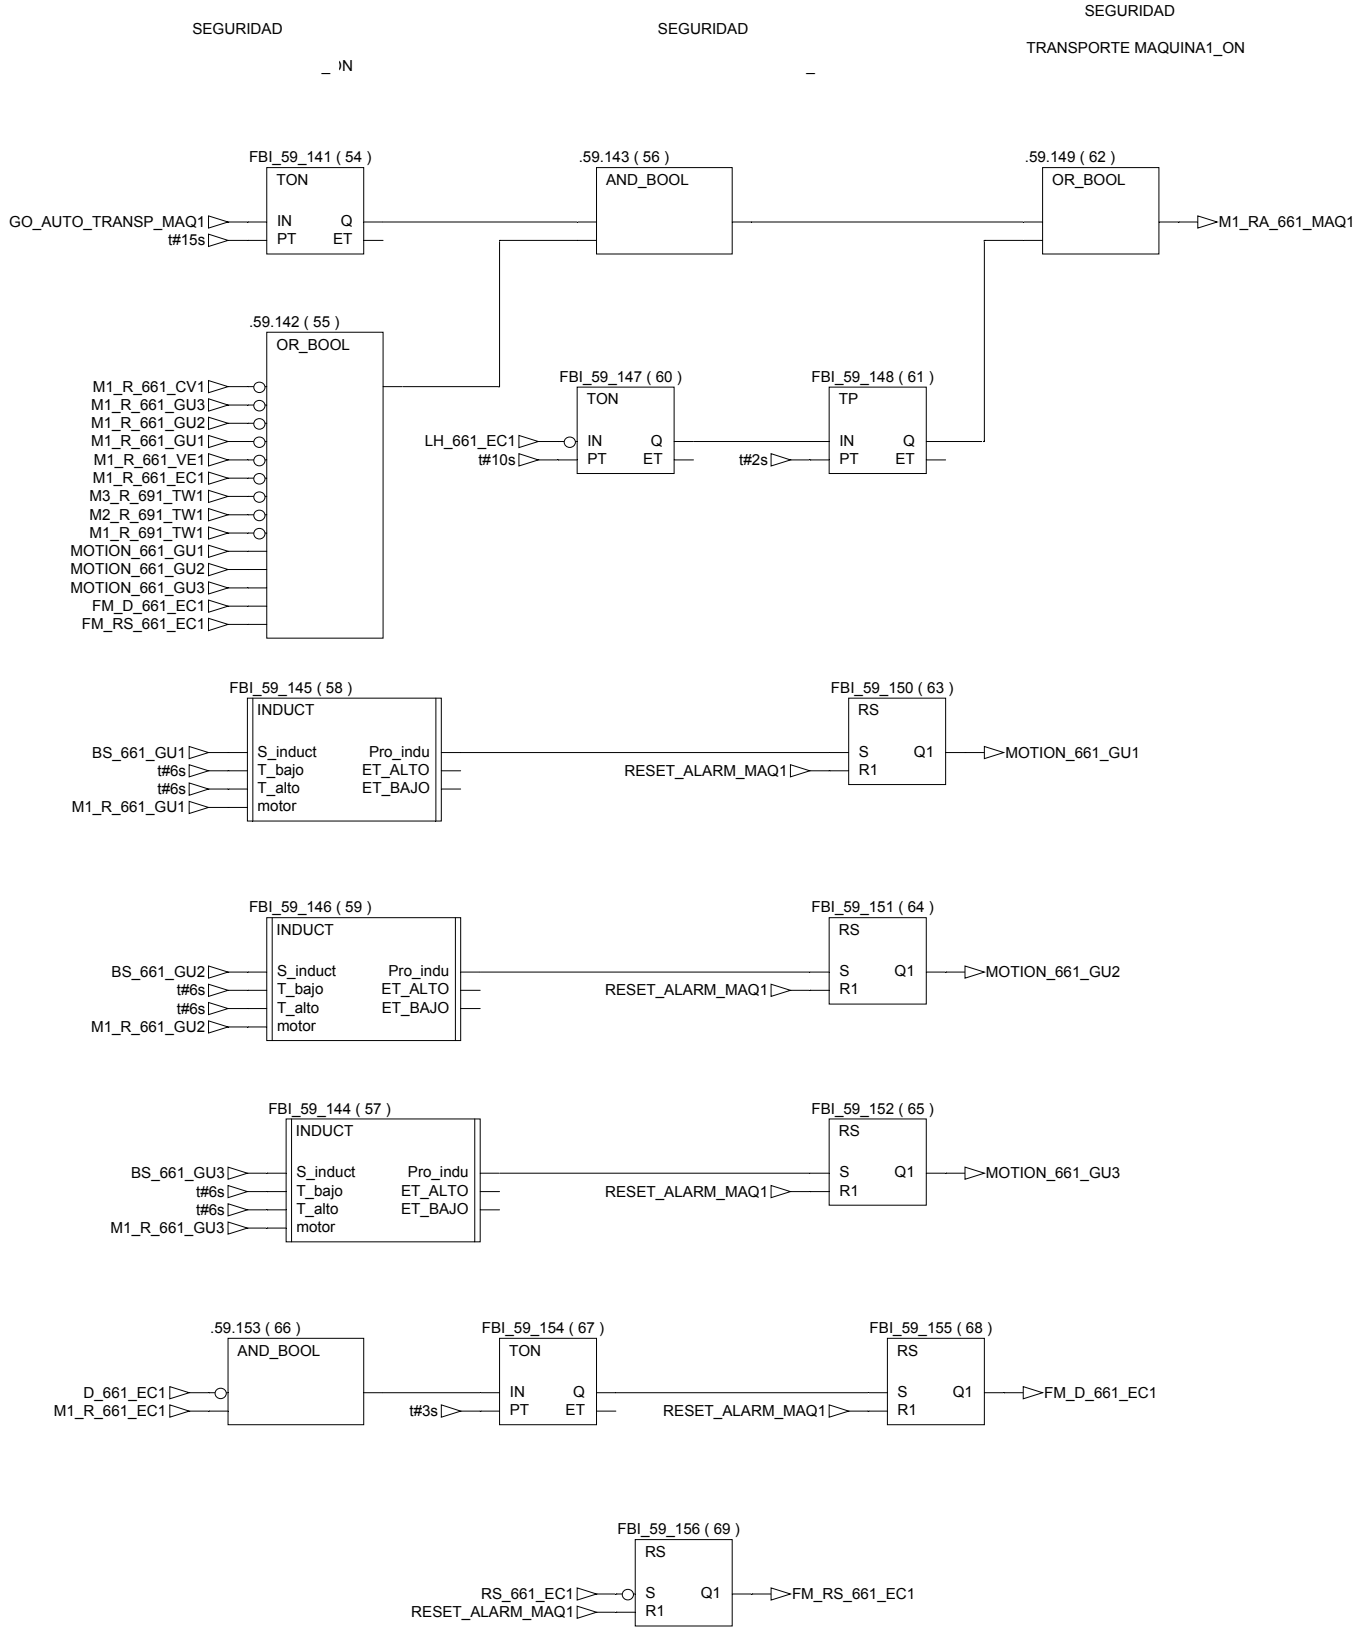 SEGURIDAD
SEGURIDAD
SEGURIDAD
TRANSPORTE MAQUINA1_ON
_
N
_
FBI_59_141 ( 54 )
TON
GO_AUTO_TRANSP_MAQ1
IN
Q
t#15s
PT
ET
.59.143 ( 56 )
AND_BOOL
.59.149 ( 62 )
OR_BOOL
M1_RA_661_MAQ1
.59.142 ( 55 )
OR_BOOL
M1_R_661_CV1
M1_R_661_GU3
M1_R_661_GU2
M1_R_661_GU1
M1_R_661_VE1
M1_R_661_EC1
M3_R_691_TW1
M2_R_691_TW1
M1_R_691_TW1
MOTION_661_GU1
MOTION_661_GU2
MOTION_661_GU3
FM_D_661_EC1
FM_RS_661_EC1
FBI_59_147 ( 60 )
TON
LH_661_EC1
IN
Q
t#10s
PT
ET
FBI_59_148 ( 61 )
TP
IN
Q
t#2s
PT
ET
FBI_59_145 ( 58 )
INDUCT
BS_661_GU1
S_induct
Pro_indu
t#6s
T_bajo
ET_ALTO
t#6s
T_alto
ET_BAJO
M1_R_661_GU1
motor
FBI_59_150 ( 63 )
RS
S
Q1
MOTION_661_GU1
RESET_ALARM_MAQ1
R1
FBI_59_146 ( 59 )
INDUCT
BS_661_GU2
S_induct
Pro_indu
t#6s
T_bajo
ET_ALTO
t#6s
T_alto
ET_BAJO
M1_R_661_GU2
motor
FBI_59_151 ( 64 )
RS
S
Q1
MOTION_661_GU2
RESET_ALARM_MAQ1
R1
FBI_59_144 ( 57 )
INDUCT
BS_661_GU3
S_induct
Pro_indu
t#6s
T_bajo
ET_ALTO
t#6s
T_alto
ET_BAJO
M1_R_661_GU3
motor
FBI_59_152 ( 65 )
RS
S
Q1
MOTION_661_GU3
RESET_ALARM_MAQ1
R1
.59.153 ( 66 )
AND_BOOL
D_661_EC1
M1_R_661_EC1
FBI_59_154 ( 67 )
TON
IN
Q
t#3s
PT
ET
FBI_59_155 ( 68 )
RS
S
Q1
FM_D_661_EC1
RESET_ALARM_MAQ1
R1
FBI_59_156 ( 69 )
RS
RS_661_EC1
S
Q1
FM_RS_661_EC1
RESET_ALARM_MAQ1
R1